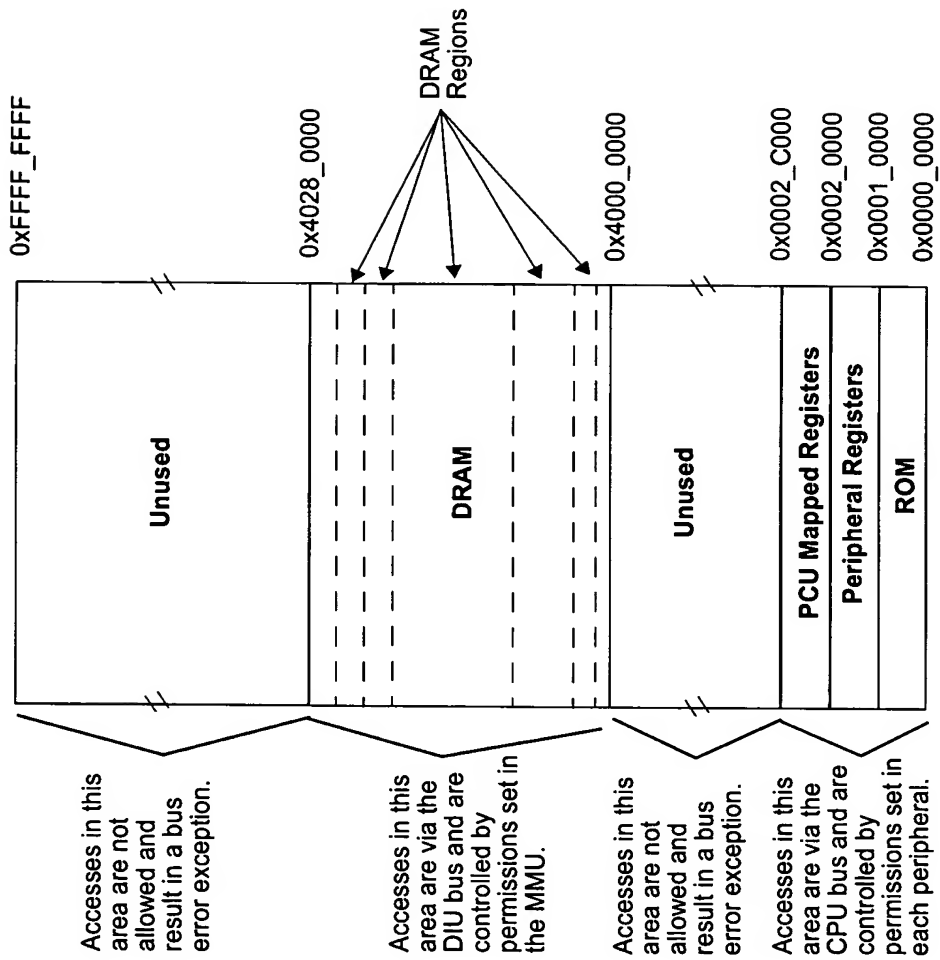 0xFFFF_FFFF
Accesses in this
area are not
allowed and
result in a bus
error exception.
Unused
0x4028_0000
Accesses in this
area are via the
DIU bus and are
controlled by
permissions set in
the MMU.
DRAM
DRAM
Regions
0x4000_0000
Accesses in this
area are not
allowed and
result in a bus
error exception.
Unused
0x0002_C000
Accesses in this
area are via the
CPU bus and are
controlled by
permissions set in
each peripheral.
PCU Mapped Registers
0x0002_0000
Peripheral Registers
0x0001_0000
ROM
0x0000_0000